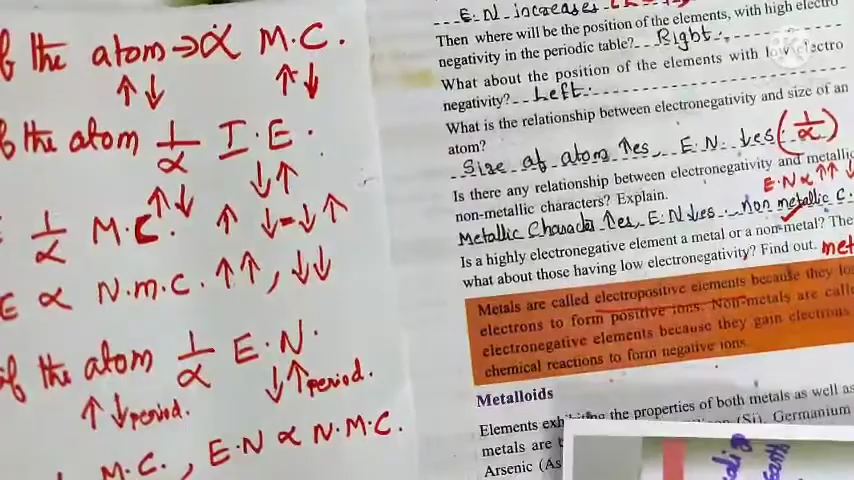 of the atom → α M.C.
↑↓ ↑↓
of the atom 1/α I.E.
↑↓ ↓↑
1/α M.C. ↑ ↓-↓ ↑
E α N.m.C. ↑↑, ↓↓
of the atom 1/α E.N.
↑↓period. ↓↑period.
M.C., E.N α N.M.C.
E.N. increases
Then where will be the position of the elements, with high electro
negativity in the periodic table? Right.
What about the position of the elements with low electro
negativity? Left.
What is the relationship between electronegativity and size of an
atom?
Size of atom ↑es, E.N. ↓es (1/α)
Is there any relationship between electronegativity and metallic
non-metallic characters? Explain. E.N α ↑↑ ↓
Metallic Character ↑es, E.N ↓es. Non metallic C.
Is a highly electronegative element a metal or a non-metal? The
what about those having low electronegativity? Find out. met
Metals are called electropositive elements because they lo
electrons to form positive ions. Non-metals are calle
electronegative elements because they gain electrons
chemical reactions to form negative ions.
Metalloids
Elements the properties of both metals as well as
metals are (Si), Germanium
Arsenic (As